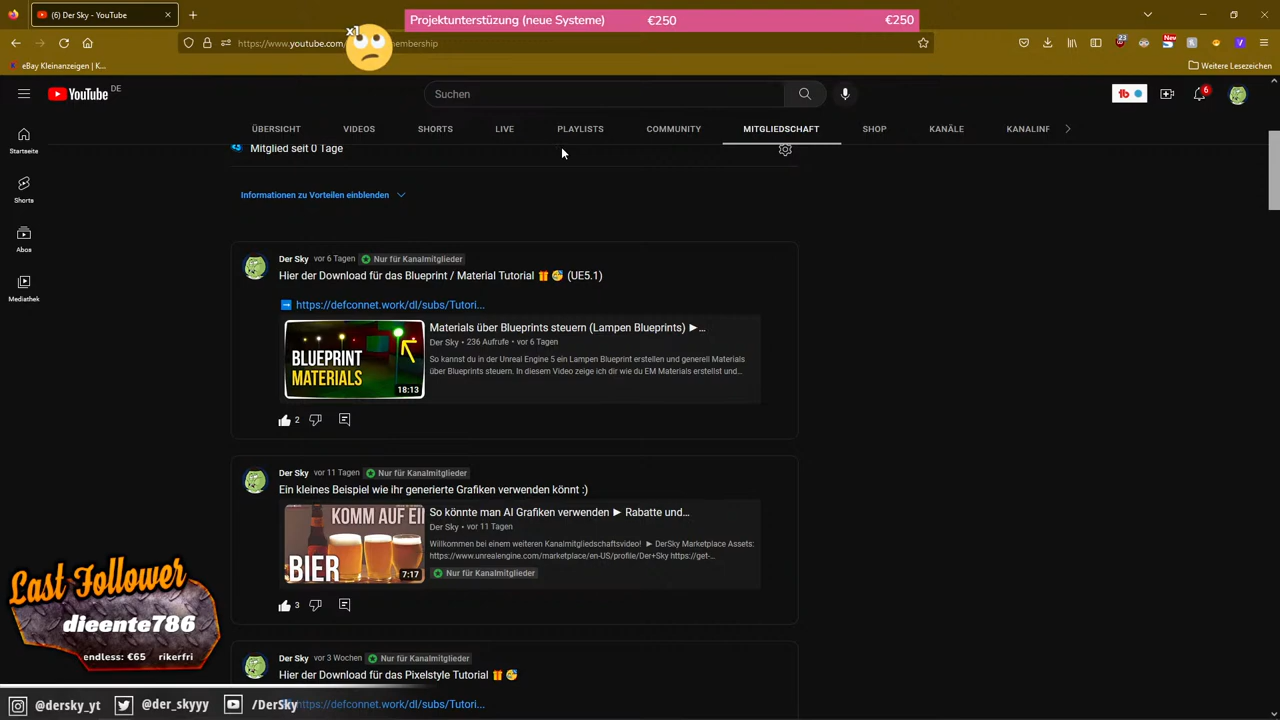 (6) Der Sky - YouTube
Projektunterstüzung (neue Systeme) €250 €250
x1
https://www.youtube.com/ embership
eBay Kleinanzeigen | K...
Weitere Lesezeichen
23
New
YouTube DE
Suchen
tb
6
ÜBERSICHT VIDEOS SHORTS LIVE PLAYLISTS COMMUNITY MITGLIEDSCHAFT SHOP KANÄLE KANALINF
Startseite
Shorts
Abos
Mediathek
Mitglied seit 0 Tage
Informationen zu Vorteilen einblenden
Der Sky vor 6 Tagen Nur für Kanalmitglieder
Hier der Download für das Blueprint / Material Tutorial 🎁 🥳 (UE5.1)
➡ https://defconnet.work/dl/subs/Tutori...
BLUEPRINT
MATERIALS
18:13
Materials über Blueprints steuern (Lampen Blueprints) ►...
Der Sky • 236 Aufrufe • vor 6 Tagen
So kannst du in der Unreal Engine 5 ein Lampen Blueprint erstellen und generell Materials
über Blueprints steuern. In diesem Video zeige ich dir wie du EM Materials erstellst und...
2
Der Sky vor 11 Tagen Nur für Kanalmitglieder
Ein kleines Beispiel wie ihr generierte Grafiken verwenden könnt :)
KOMM AUF EI
BIER
7:17
So könnte man AI Grafiken verwenden ► Rabatte und...
Der Sky • vor 11 Tagen
Willkommen bei einem weiteren Kanalmitgliedschaftsvideo! ► DerSky Marketplace Assets:
https://www.unrealengine.com/marketplace/en-US/profile/Der+Sky https://get-...
Nur für Kanalmitglieder
3
Der Sky vor 3 Wochen Nur für Kanalmitglieder
Hier der Download für das Pixelstyle Tutorial 🎁 🥳
https://defconnet.work/dl/subs/Tutori...
Last Follower
dieente786
endless: €65 rikerfri
@dersky_yt @der_skyyy /DerSky